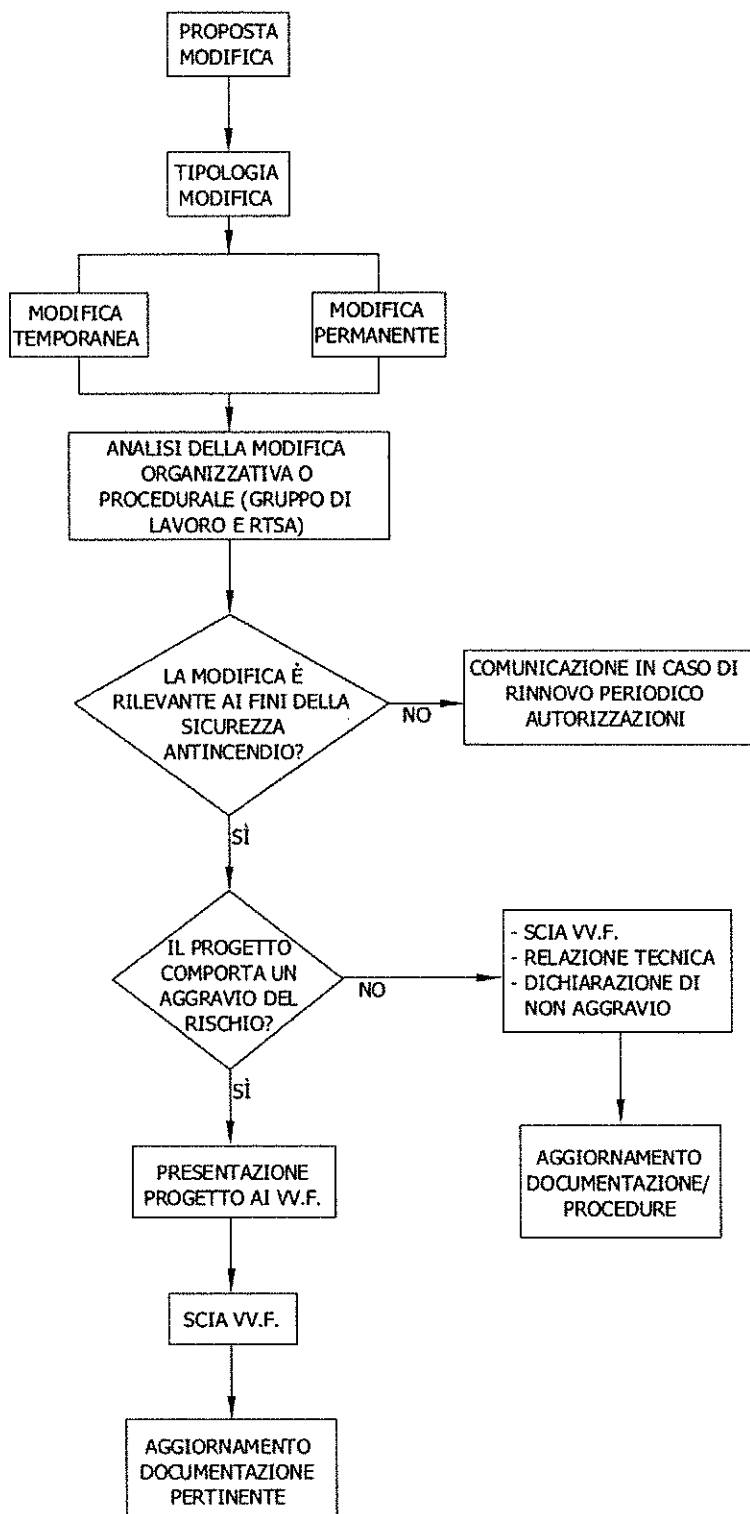 PROPOSTA
MODIFICA
TIPOLOGIA
MODIFICA
MODIFICA
TEMPORANEA
MODIFICA
PERMANENTE
ANALISI DELLA MODIFICA
ORGANIZZATIVA O
PROCEDURALE (GRUPPO DI
LAVORO E RTSA)
LA MODIFICA È
RILEVANTE AI FINI DELLA
SICUREZZA
ANTINCENDIO?
NO
COMUNICAZIONE IN CASO DI
RINNOVO PERIODICO
AUTORIZZAZIONI
SÌ
IL PROGETTO
COMPORTA UN
AGGRAVIO DEL
RISCHIO?
NO
- SCIA VV.F.
- RELAZIONE TECNICA
- DICHIARAZIONE DI
NON AGGRAVIO
AGGIORNAMENTO
DOCUMENTAZIONE/
PROCEDURE
SÌ
PRESENTAZIONE
PROGETTO AI VV.F.
SCIA VV.F.
AGGIORNAMENTO
DOCUMENTAZIONE
PERTINENTE